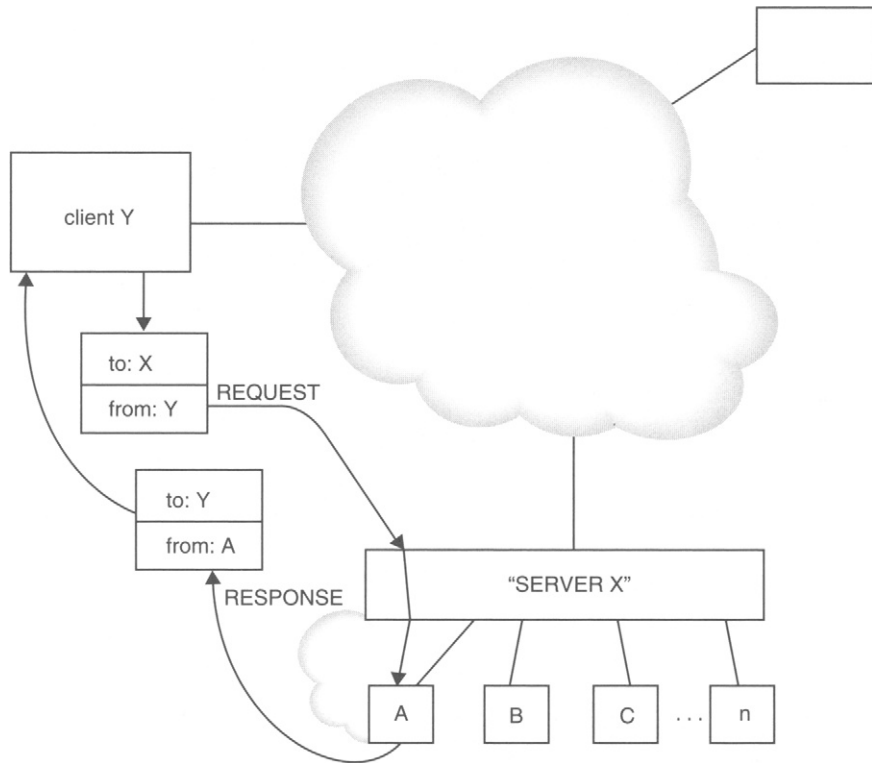 client Y
to: X
from: Y
REQUEST
to: Y
from: A
RESPONSE
“SERVER X”
A B C ... n